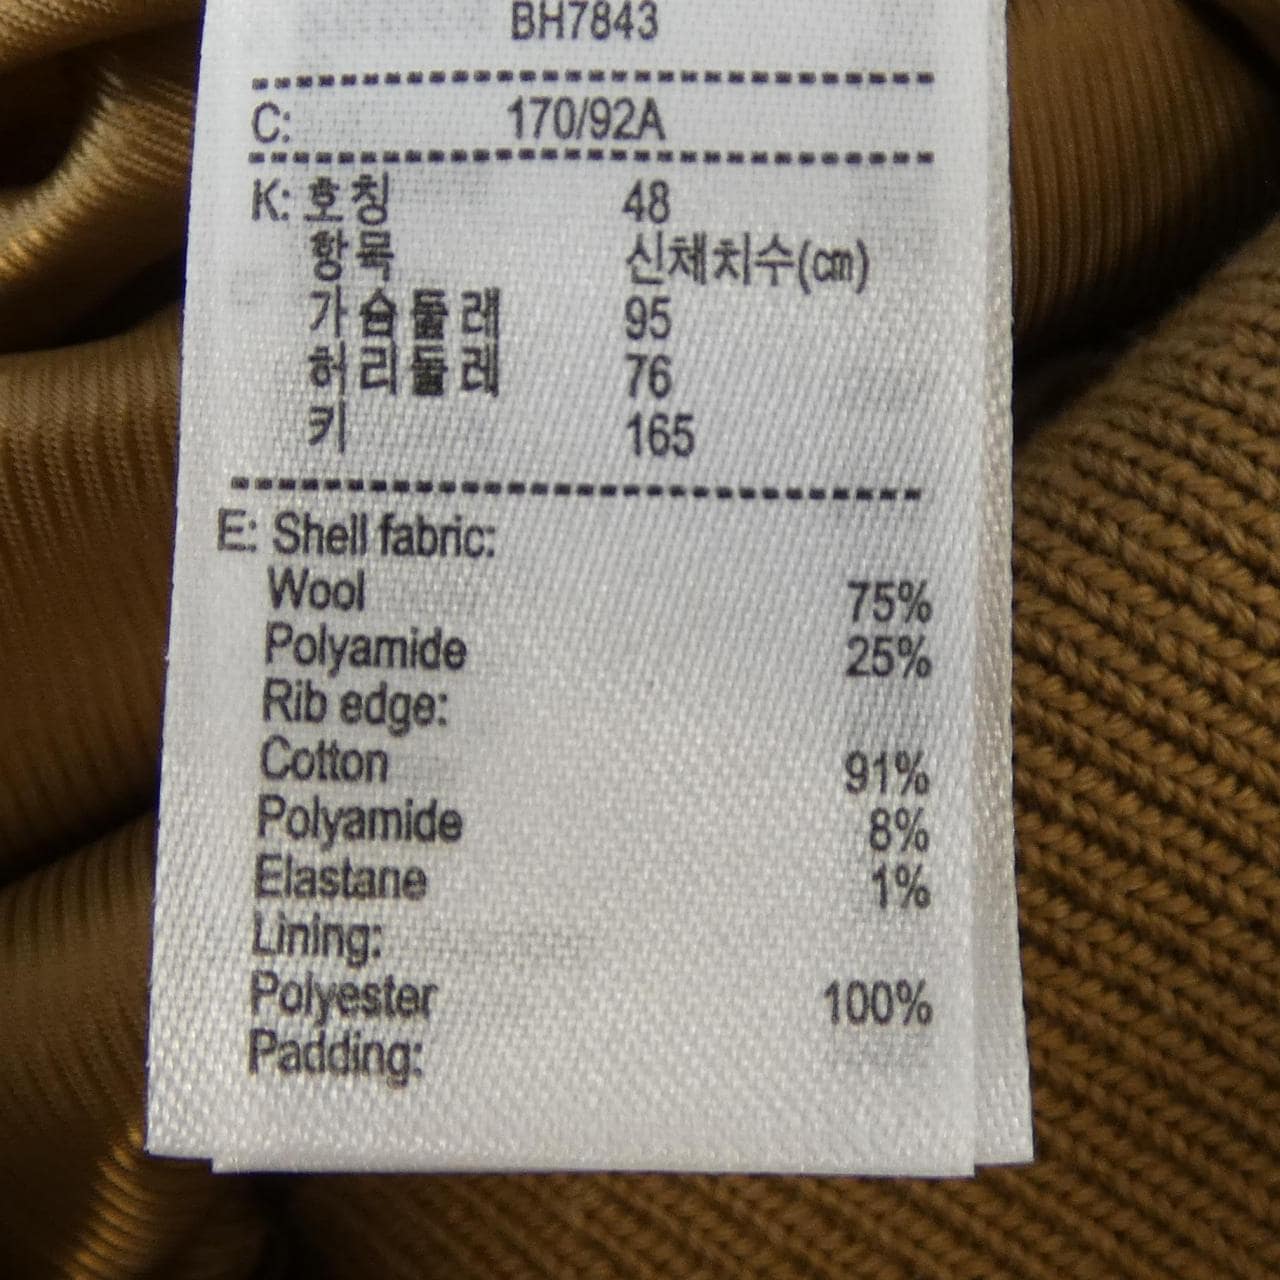 BH7843
C: 170/92A
K: 호칭 48
항목 신체치수(㎝)
가슴둘레 95
허리둘레 76
키 165
E: Shell fabric:
Wool 75%
Polyamide 25%
Rib edge:
Cotton 91%
Polyamide 8%
Elastane 1%
Lining:
Polyester 100%
Padding: